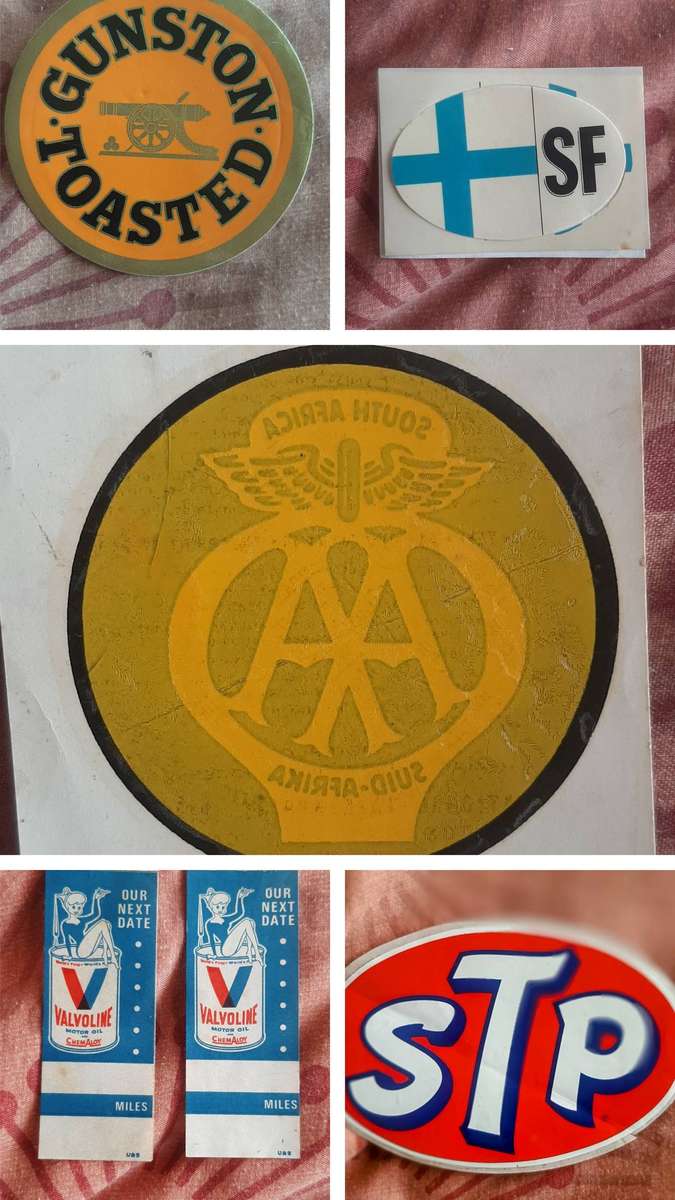 · GUNSTON ·
TOASTED
SF
SOUTH AFRICA
AA
SUID-AFRIKA
OUR
NEXT
DATE
V
VALVOLINE
MOTOR OIL
CHEMALOY
MILES
OUR
NEXT
DATE
V
VALVOLINE
MOTOR OIL
CHEMALOY
MILES
STP